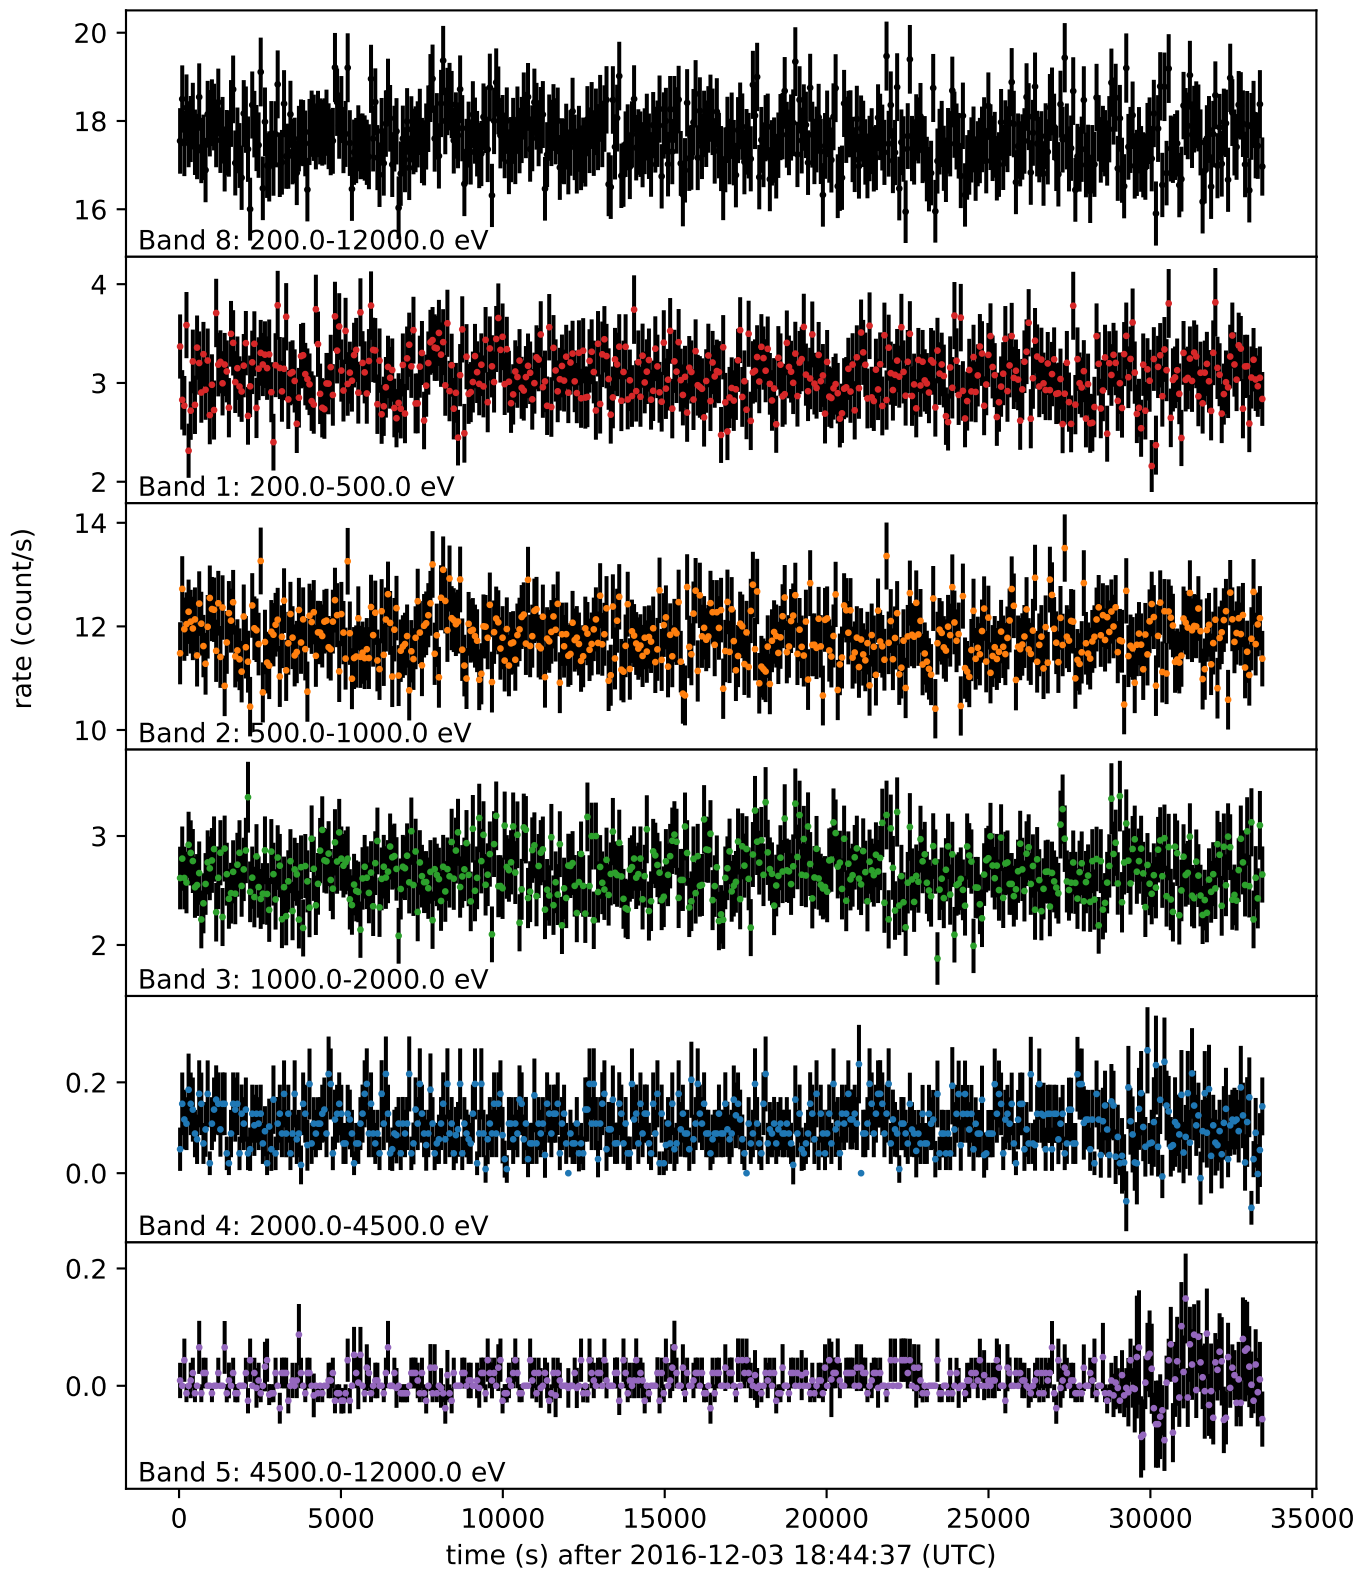 20
18
16
Band 8: 200.0-12000.0 eV
4
3
2
Band 1: 200.0-500.0 eV
rate (count/s)
14
12
10
Band 2: 500.0-1000.0 eV
3
2
Band 3: 1000.0-2000.0 eV
0.2
0.0
Band 4: 2000.0-4500.0 eV
0.2
0.0
Band 5: 4500.0-12000.0 eV
0 5000 10000 15000 20000 25000 30000 35000
time (s) after 2016-12-03 18:44:37 (UTC)